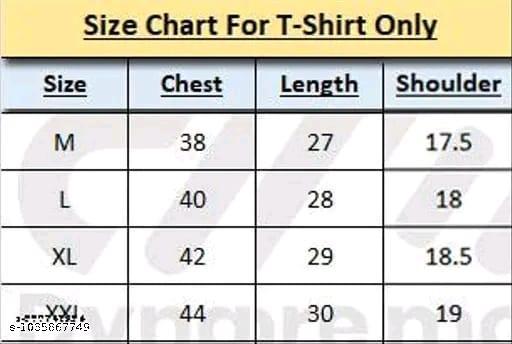 Size Chart For T-Shirt Only
Size Chest Length Shoulder
M 38 27 17.5
L 40 28 18
XL 42 29 18.5
XXL 44 30 19
s-1035867749